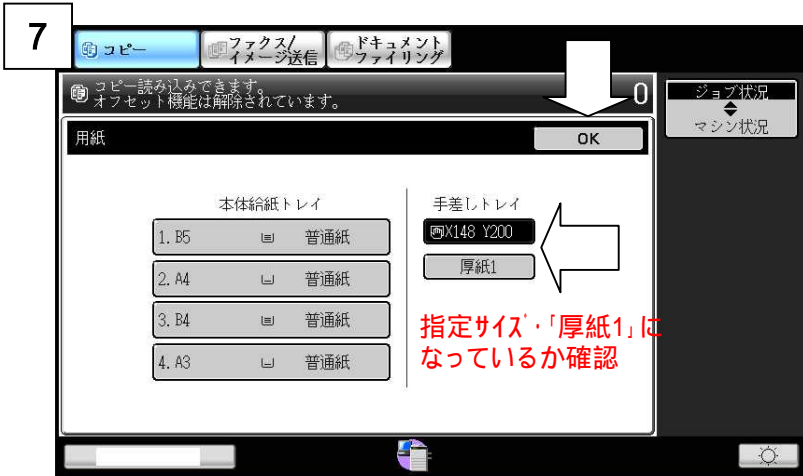 7
コピー
ファクス/
イメージ送信
ドキュメント
ファイリング
コピー読み込みできます。
オフセット機能は解除されています。
0
ジョブ状況
マシン状況
用紙
OK
本体給紙トレイ
手差しトレイ
1. B5 普通紙
X148 Y200
2. A4 普通紙
厚紙1
3. B4 普通紙
4. A3 普通紙
指定サイズ・「厚紙1」に
なっているか確認